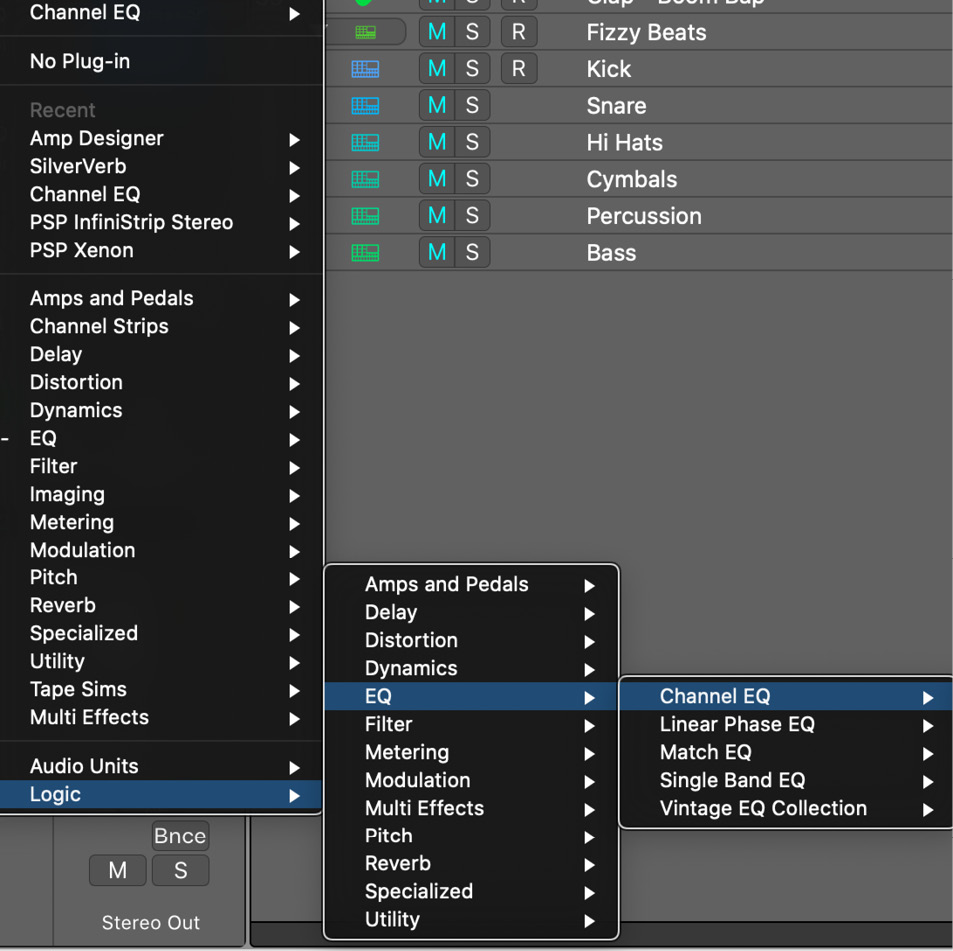 Channel EQ
No Plug-in
Recent
Amp Designer
SilverVerb
Channel EQ
PSP InfiniStrip Stereo
PSP Xenon
Amps and Pedals
Channel Strips
Delay
Distortion
Dynamics
- EQ
Filter
Imaging
Metering
Modulation
Pitch
Reverb
Specialized
Utility
Tape Sims
Multi Effects
Audio Units
Logic
Bnce
M S
Stereo Out
M S R Clap - Boom Bap
M S R Fizzy Beats
M S R Kick
M S Snare
M S Hi Hats
M S Cymbals
M S Percussion
M S Bass
Amps and Pedals
Delay
Distortion
Dynamics
EQ
Filter
Metering
Modulation
Multi Effects
Pitch
Reverb
Specialized
Utility
Channel EQ
Linear Phase EQ
Match EQ
Single Band EQ
Vintage EQ Collection